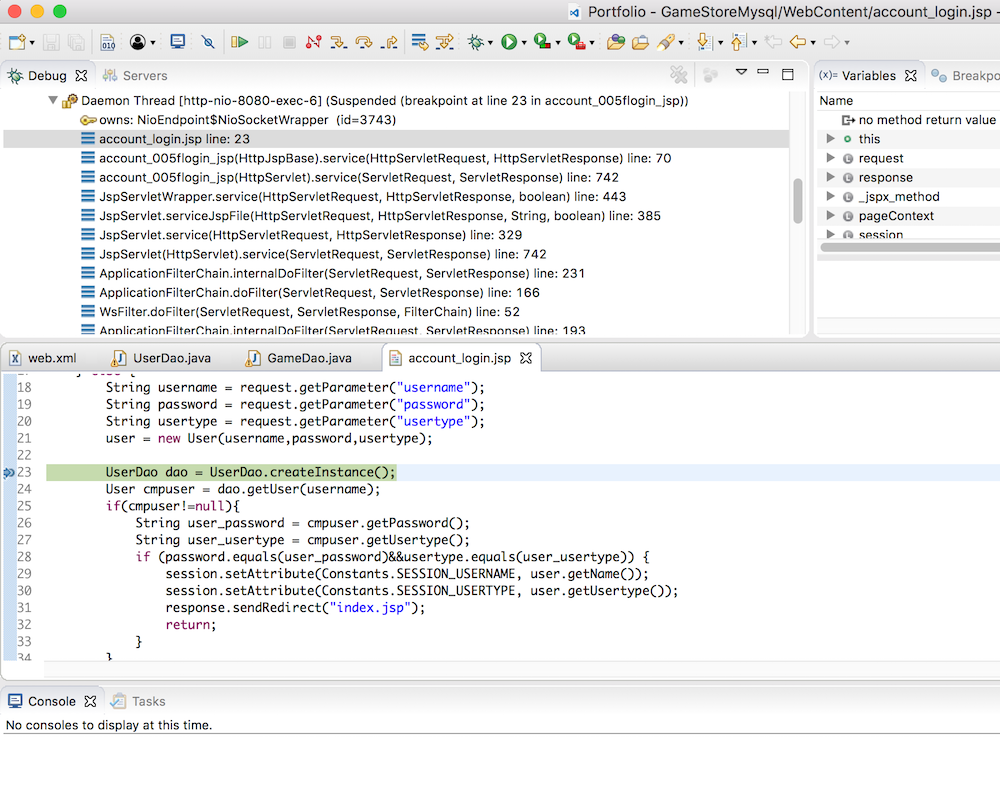 Portfolio - GameStoreMysql/WebContent/account_login.jsp -
Debug
Servers
Daemon Thread [http-nio-8080-exec-6] (Suspended (breakpoint at line 23 in account_005flogin_jsp))
owns: NioEndpoint$NioSocketWrapper (id=3743)
account_login.jsp line: 23
account_005flogin_jsp(HttpJspBase).service(HttpServletRequest, HttpServletResponse) line: 70
account_005flogin_jsp(HttpServlet).service(ServletRequest, ServletResponse) line: 742
JspServletWrapper.service(HttpServletRequest, HttpServletResponse, boolean) line: 443
JspServlet.serviceJspFile(HttpServletRequest, HttpServletResponse, String, boolean) line: 385
JspServlet.service(HttpServletRequest, HttpServletResponse) line: 329
JspServlet(HttpServlet).service(ServletRequest, ServletResponse) line: 742
ApplicationFilterChain.internalDoFilter(ServletRequest, ServletResponse) line: 231
ApplicationFilterChain.doFilter(ServletRequest, ServletResponse) line: 166
WsFilter.doFilter(ServletRequest, ServletResponse, FilterChain) line: 52
ApplicationFilterChain.internalDoFilter(ServletRequest, ServletResponse) line: 193
(x)= Variables
Breakpo
Name
no method return value
this
request
response
_jspx_method
pageContext
session
web.xml
UserDao.java
GameDao.java
account_login.jsp
17 } else {
18 String username = request.getParameter("username");
19 String password = request.getParameter("password");
20 String usertype = request.getParameter("usertype");
21 user = new User(username,password,usertype);
22
23 UserDao dao = UserDao.createInstance();
24 User cmpuser = dao.getUser(username);
25 if(cmpuser!=null){
26 String user_password = cmpuser.getPassword();
27 String user_usertype = cmpuser.getUsertype();
28 if (password.equals(user_password)&&usertype.equals(user_usertype)) {
29 session.setAttribute(Constants.SESSION_USERNAME, user.getName());
30 session.setAttribute(Constants.SESSION_USERTYPE, user.getUsertype());
31 response.sendRedirect("index.jsp");
32 return;
33 }
34 }
Console
Tasks
No consoles to display at this time.